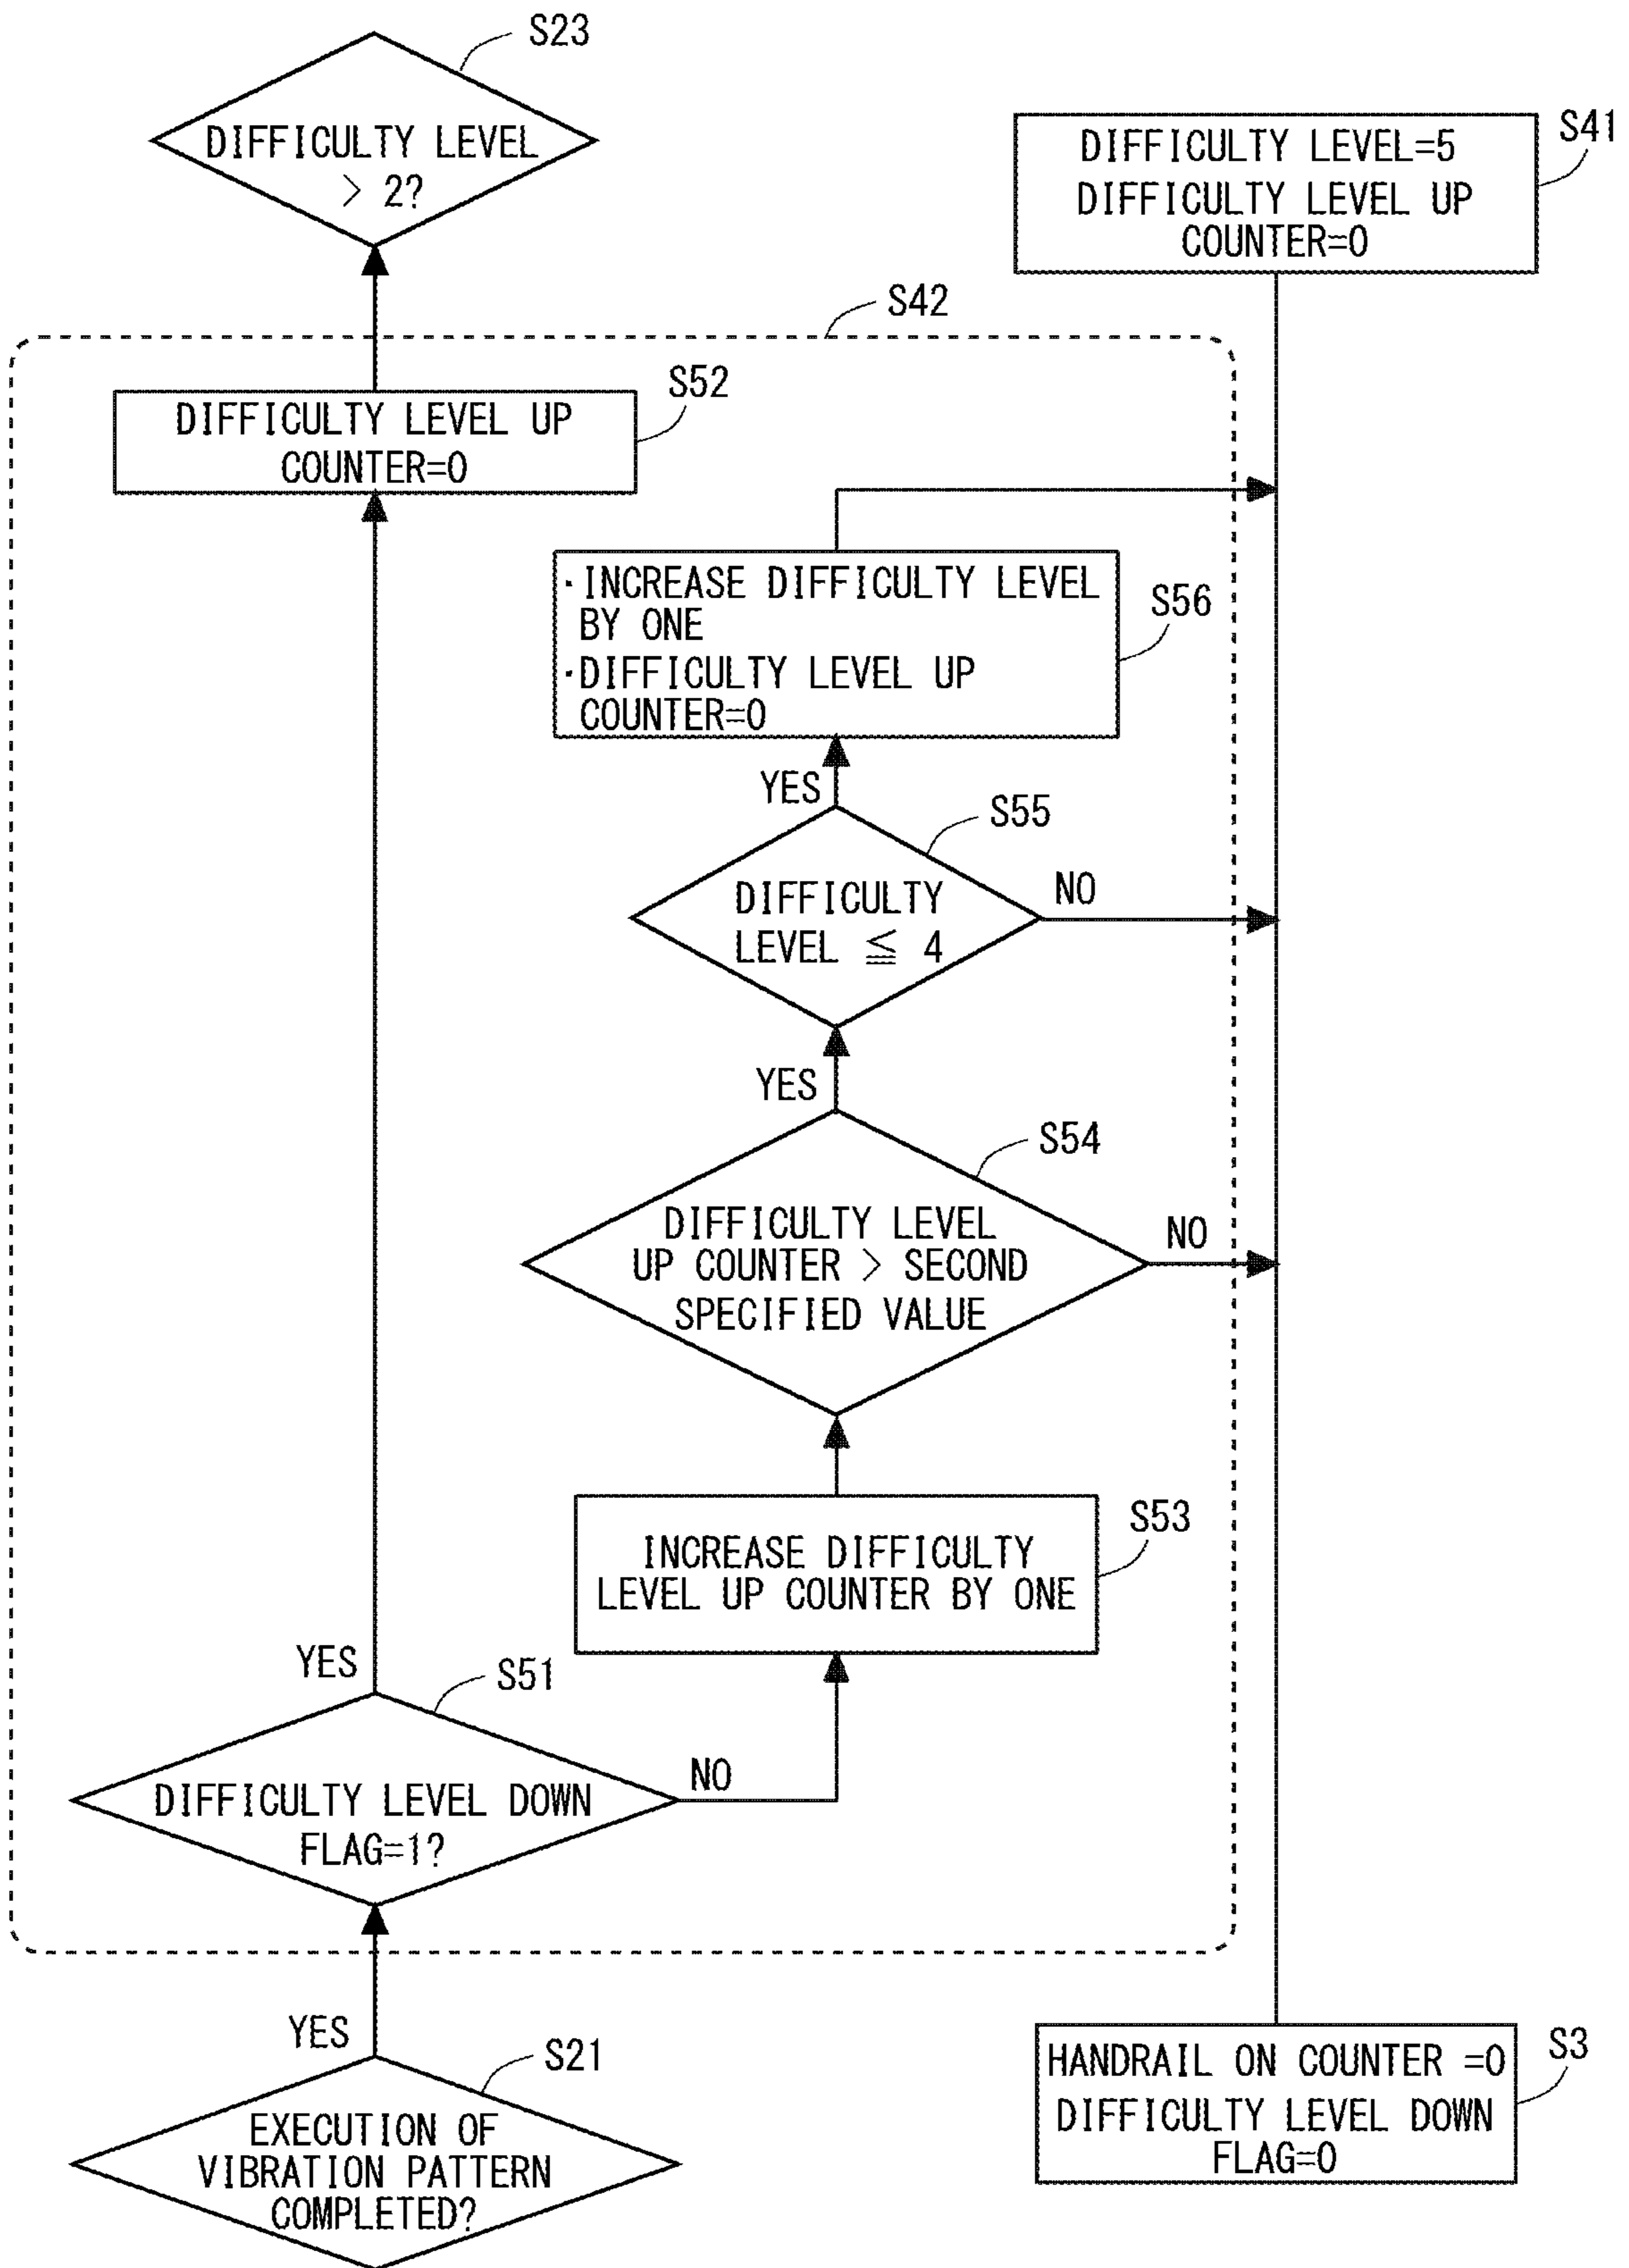 S23
DIFFICULTY LEVEL
> 2?
DIFFICULTY LEVEL=5
DIFFICULTY LEVEL UP
COUNTER=0
S41
S42
DIFFICULTY LEVEL UP
COUNTER=0
S52
·INCREASE DIFFICULTY LEVEL
BY ONE
·DIFFICULTY LEVEL UP
COUNTER=0
S56
YES
S55
DIFFICULTY
LEVEL ≦ 4
NO
YES
S54
DIFFICULTY LEVEL
UP COUNTER > SECOND
SPECIFIED VALUE
NO
S53
INCREASE DIFFICULTY
LEVEL UP COUNTER BY ONE
YES
S51
DIFFICULTY LEVEL DOWN
FLAG=1?
NO
YES
S21
EXECUTION OF
VIBRATION PATTERN
COMPLETED?
HANDRAIL ON COUNTER =0
DIFFICULTY LEVEL DOWN
FLAG=0
S3